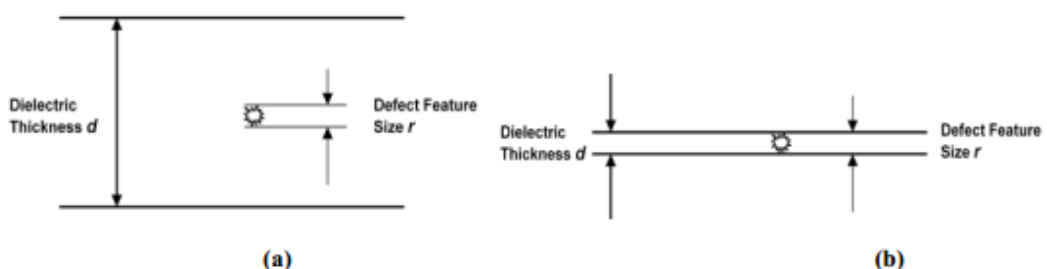 Dielectric
Thickness d
Defect Feature
Size r
(a)
Dielectric
Thickness d
Defect Feature
Size r
(b)